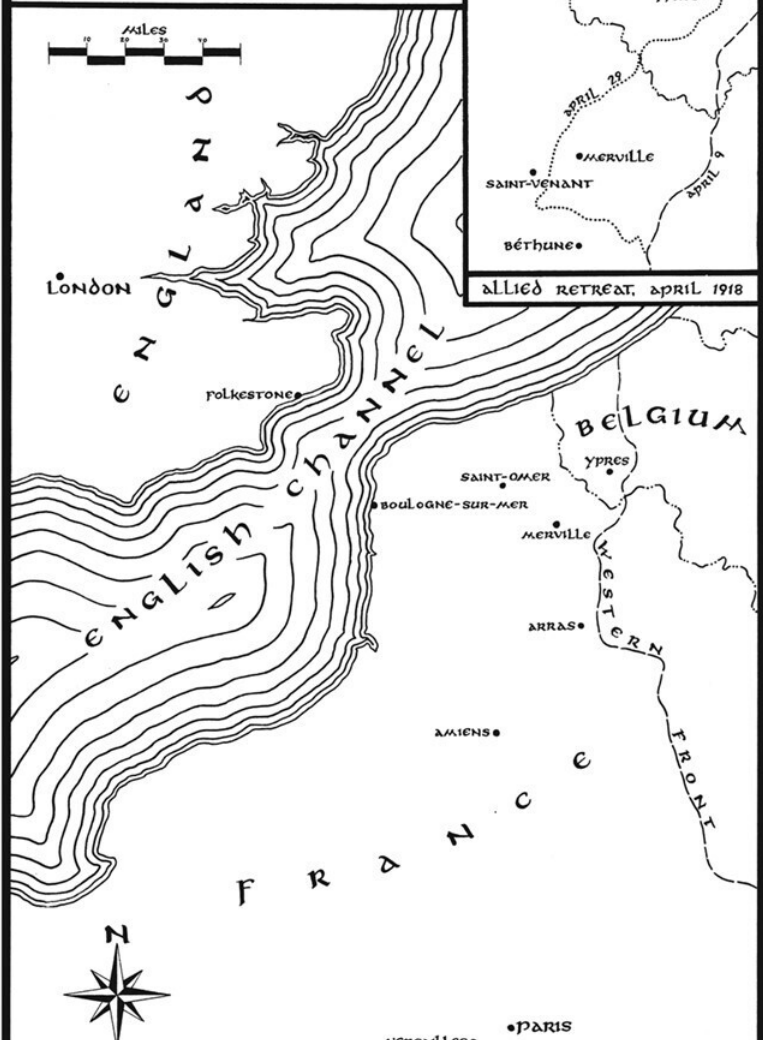 MILES
10 20 30 40
ENGLAND
LONDON
FOLKESTONE
ENGLISH CHANNEL
APRIL 29
MERVILLE
SAINT-VENANT
APRIL 9
BÉTHUNE
ALLIED RETREAT, APRIL 1918
BELGIUM
YPRES
SAINT-OMER
BOULOGNE-SUR-MER
MERVILLE
WESTERN FRONT
ARRAS
AMIENS
FRANCE
N
PARIS